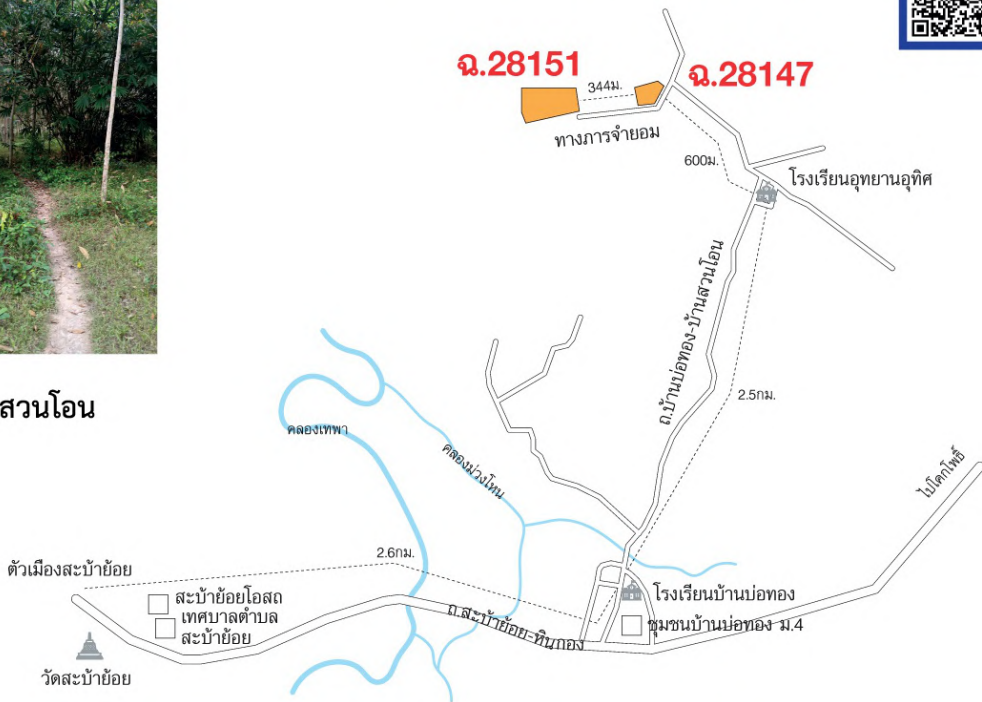 ฉ.28151
ฉ.28147
344ม.
ทางภารจำยอม
600ม.
โรงเรียนอุทยานอุทิศ
ถ.บ้านบ่อทอง-บ้านสวนโอน
2.5กม.
สวนโอน
คลองเทพา
คลองม่วงโหน
ไปโคกโพธิ์
2.6กม.
ตัวเมืองสะบ้าย้อย
สะบ้าย้อยโอสถ
เทศบาลตำบล
สะบ้าย้อย
วัดสะบ้าย้อย
ถ.สะบ้าย้อย-หินกอง
โรงเรียนบ้านบ่อทอง
ชุมชนบ้านบ่อทอง ม.4